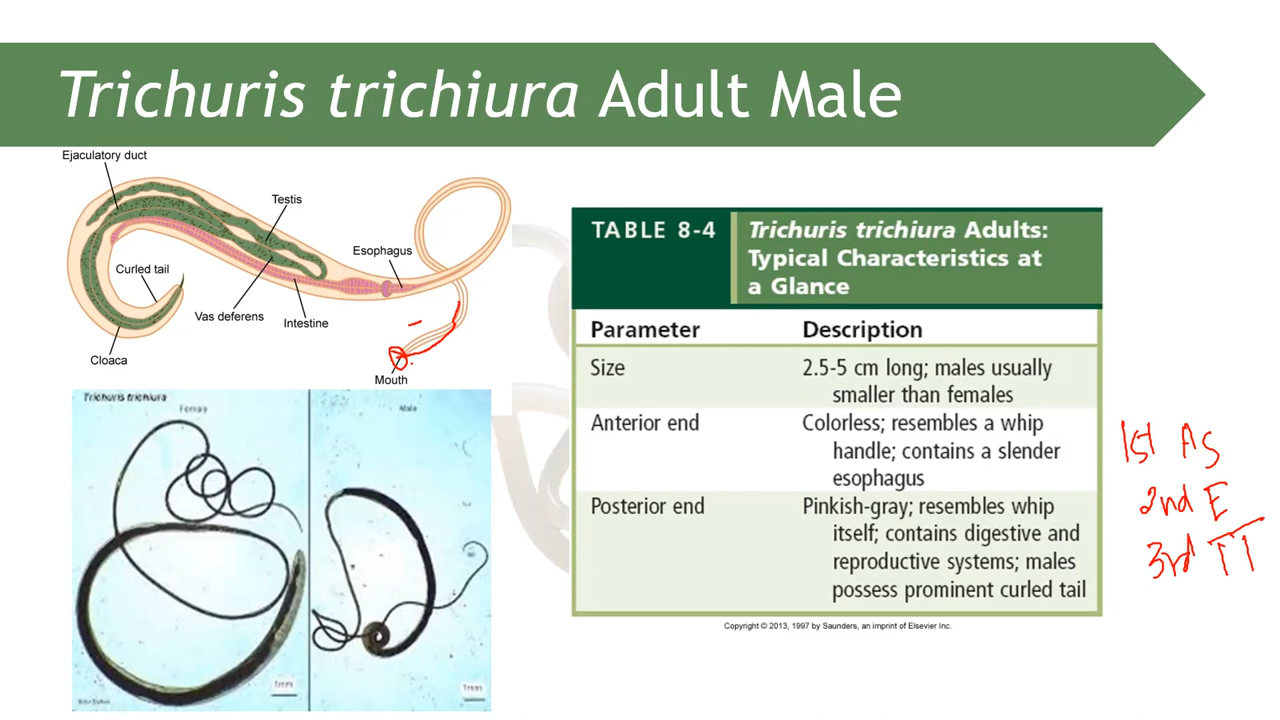 Trichuris trichiura Adult Male
Ejaculatory duct
Testis
Esophagus
Curled tail
Vas deferens
Intestine
Cloaca
Mouth
Trichuris trichiura
Female
Male
1mm
1mm
TABLE 8-4
Trichuris trichiura Adults:
Typical Characteristics at
a Glance
Parameter Description
Size 2.5-5 cm long; males usually
smaller than females
Anterior end Colorless; resembles a whip
handle; contains a slender
esophagus
Posterior end Pinkish-gray; resembles whip
itself; contains digestive and
reproductive systems; males
possess prominent curled tail
Copyright © 2013, 1997 by Saunders, an imprint of Elsevier Inc.
1st As
2nd E
3rd TT